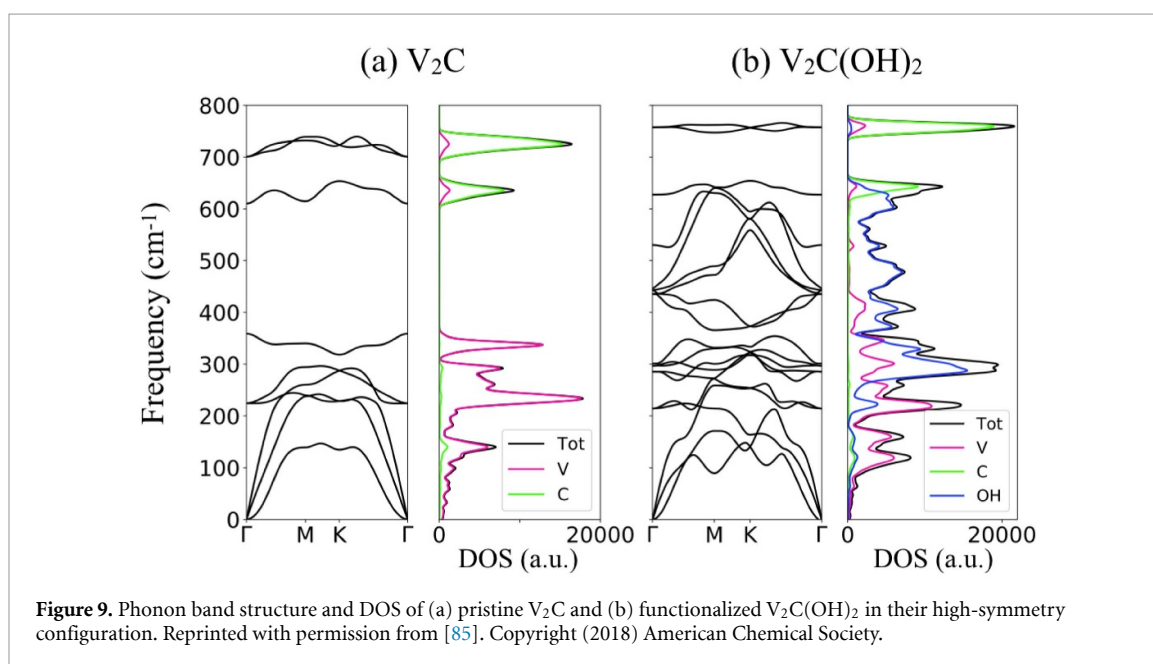 (a) V₂C
(b) V₂C(OH)₂
Frequency (cm⁻¹)
800
700
600
500
400
300
200
100
0
Γ M K Γ
Tot
V
C
0 20000
DOS (a.u.)
Γ M K Γ
Tot
V
C
OH
0 20000
DOS (a.u.)
Figure 9. Phonon band structure and DOS of (a) pristine V₂C and (b) functionalized V₂C(OH)₂ in their high-symmetry
configuration. Reprinted with permission from [85]. Copyright (2018) American Chemical Society.